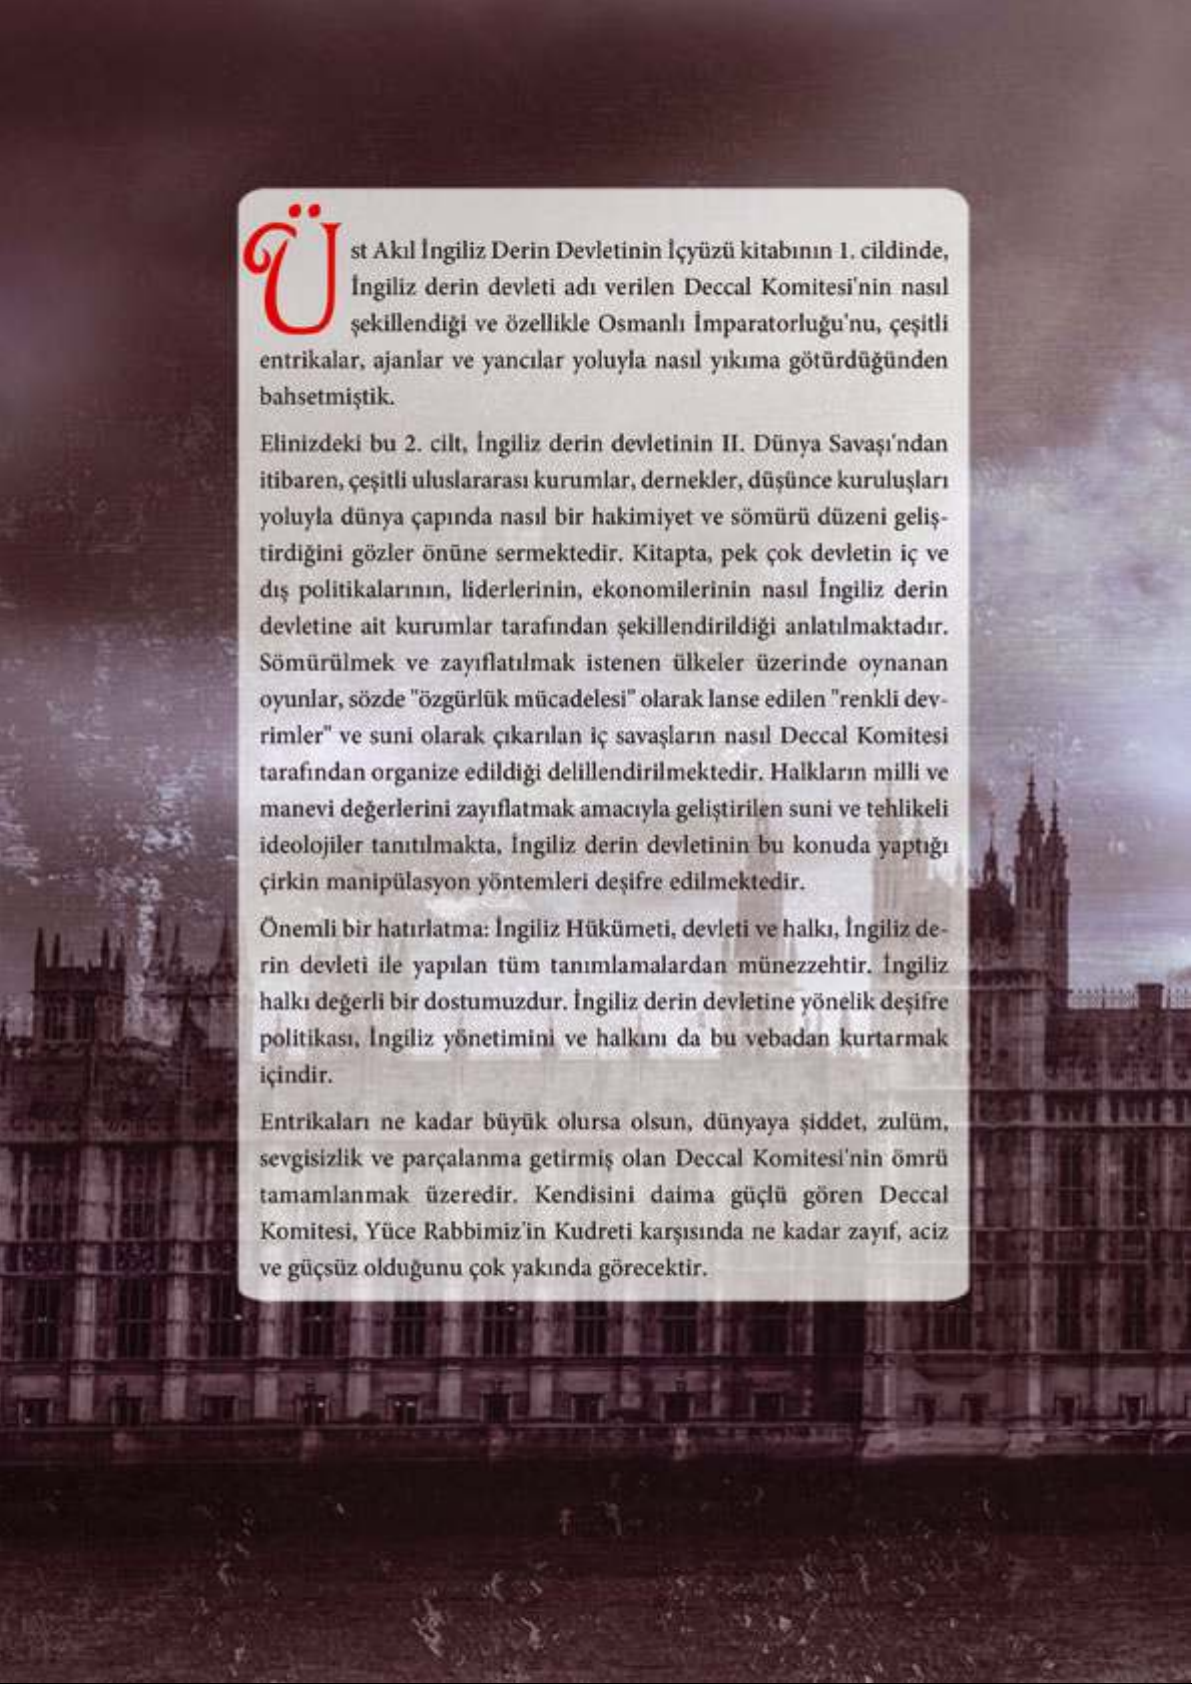 Üst Akıl İngiliz Derin Devletinin İçyüzü kitabının 1. cildinde,
İngiliz derin devleti adı verilen Deccal Komitesi'nin nasıl
şekillendiği ve özellikle Osmanlı İmparatorluğu'nu, çeşitli
entrikalar, ajanlar ve yancılar yoluyla nasıl yıkıma götürdüğünden
bahsetmiştik.
Elinizdeki bu 2. cilt, İngiliz derin devletinin II. Dünya Savaşı'ndan
itibaren, çeşitli uluslararası kurumlar, dernekler, düşünce kuruluşları
yoluyla dünya çapında nasıl bir hakimiyet ve sömürü düzeni geliş-
tirdiğini gözler önüne sermektedir. Kitapta, pek çok devletin iç ve
dış politikalarının, liderlerinin, ekonomilerinin nasıl İngiliz derin
devletine ait kurumlar tarafından şekillendirildiği anlatılmaktadır.
Sömürülmek ve zayıflatılmak istenen ülkeler üzerinde oynanan
oyunlar, sözde "özgürlük mücadelesi" olarak lanse edilen "renkli dev-
rimler" ve suni olarak çıkarılan iç savaşların nasıl Deccal Komitesi
tarafından organize edildiği delillendirilmektedir. Halkların milli ve
manevi değerlerini zayıflatmak amacıyla geliştirilen suni ve tehlikeli
ideolojiler tanıtılmakta, İngiliz derin devletinin bu konuda yaptığı
çirkin manipülasyon yöntemleri deşifre edilmektedir.
Önemli bir hatırlatma: İngiliz Hükümeti, devleti ve halkı, İngiliz de-
rin devleti ile yapılan tüm tanımlamalardan münezzehtir. İngiliz
halkı değerli bir dostumuzdur. İngiliz derin devletine yönelik deşifre
politikası, İngiliz yönetimini ve halkını da bu vebadan kurtarmak
içindir.
Entrikaları ne kadar büyük olursa olsun, dünyaya şiddet, zulüm,
sevgisizlik ve parçalanma getirmiş olan Deccal Komitesi'nin ömrü
tamamlanmak üzeredir. Kendisini daima güçlü gören Deccal
Komitesi, Yüce Rabbimiz'in Kudreti karşısında ne kadar zayıf, aciz
ve güçsüz olduğunu çok yakında görecektir.